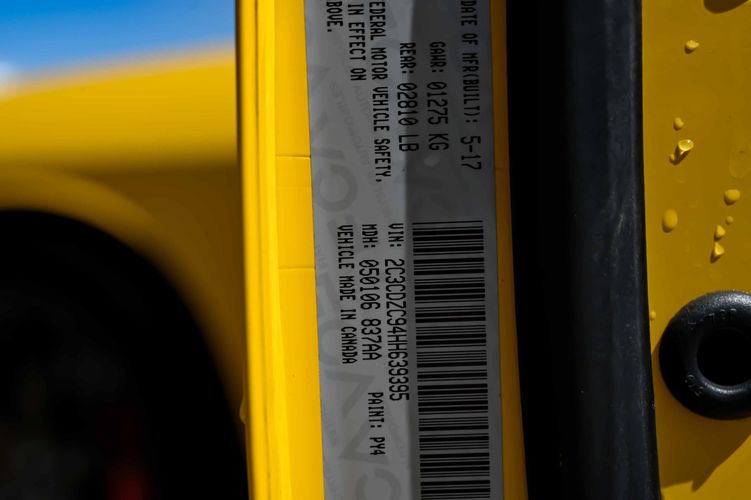 DATE OF MFR(BUILT): 5-17
GAWR: 01275 KG
REAR: 02810 LB
EDERAL MOTOR VEHICLE SAFETY,
IN EFFECT ON
BOVE.
VIN: 2C3CDZC94HH639395
MDH: 050106 837AA PAINT: PY4
VEHICLE MADE IN CANADA